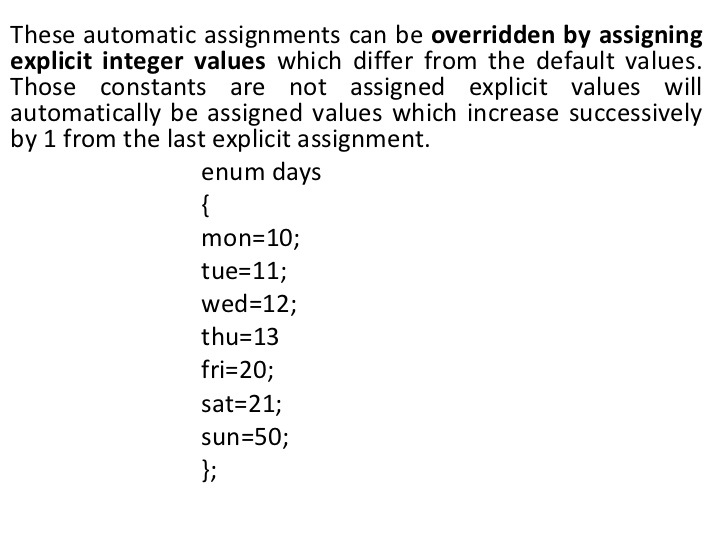 These automatic assignments can be overridden by assigning
explicit integer values which differ from the default values.
Those constants are not assigned explicit values will
automatically be assigned values which increase successively
by 1 from the last explicit assignment.
enum days
{
mon=10;
tue=11;
wed=12;
thu=13
fri=20;
sat=21;
sun=50;
};